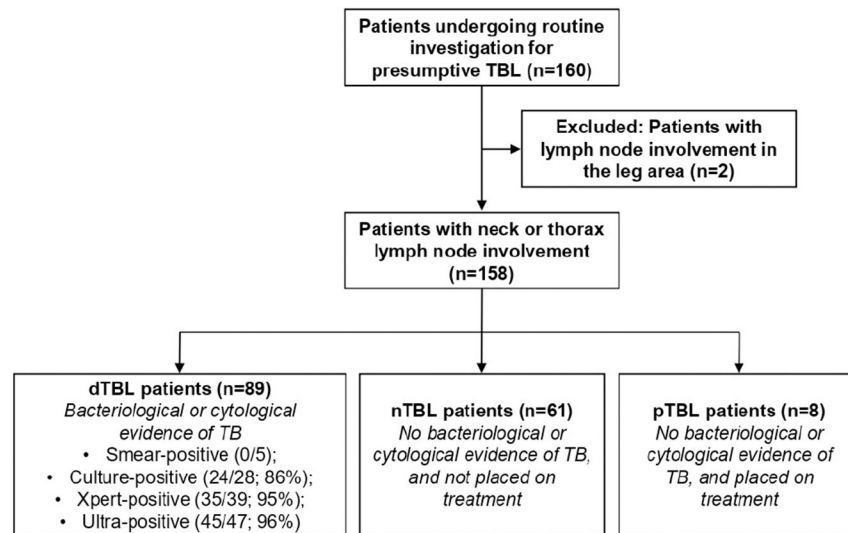 Patients undergoing routine
investigation for
presumptive TBL (n=160)
Excluded: Patients with
lymph node involvement in
the leg area (n=2)
Patients with neck or thorax
lymph node involvement
(n=158)
dTBL patients (n=89)
Bacteriological or cytological
evidence of TB
• Smear-positive (0/5);
• Culture-positive (24/28; 86%);
• Xpert-positive (35/39; 95%);
• Ultra-positive (45/47; 96%)
nTBL patients (n=61)
No bacteriological or
cytological evidence of TB,
and not placed on
treatment
pTBL patients (n=8)
No bacteriological or
cytological evidence of
TB, and placed on
treatment